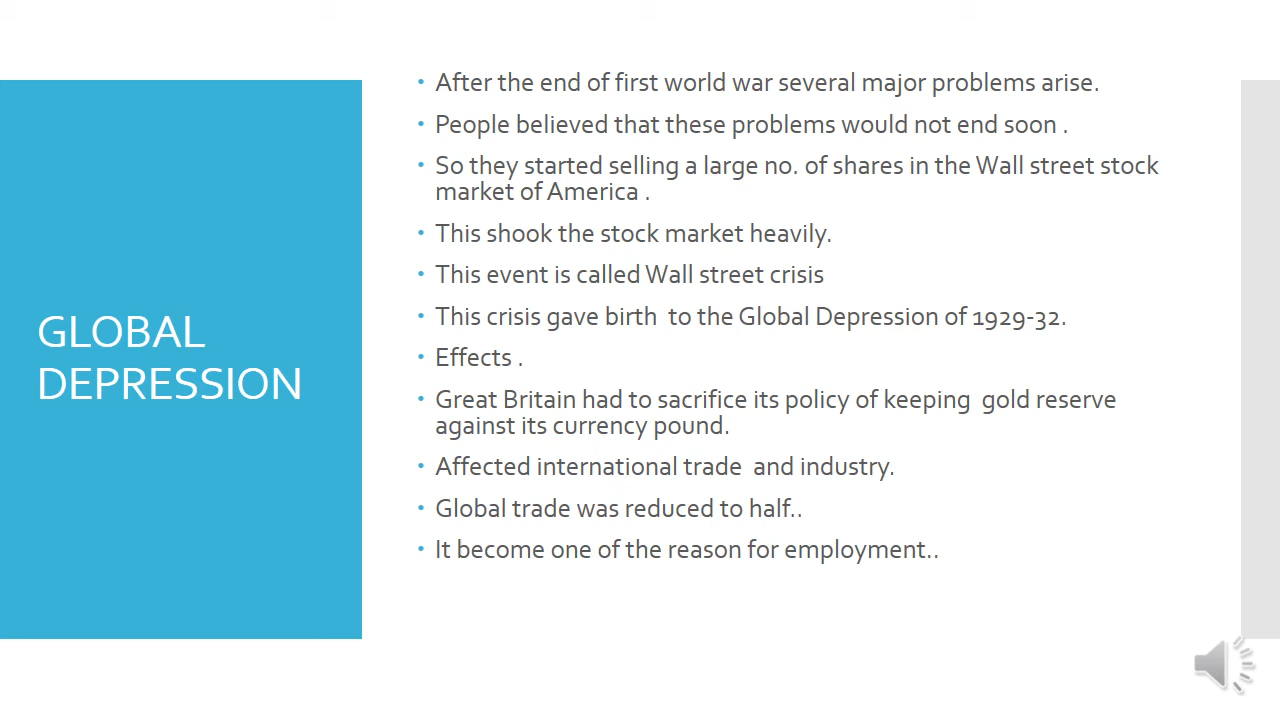 GLOBAL
DEPRESSION
• After the end of first world war several major problems arise.
• People believed that these problems would not end soon .
• So they started selling a large no. of shares in the Wall street stock
market of America .
• This shook the stock market heavily.
• This event is called Wall street crisis
• This crisis gave birth  to the Global Depression of 1929-32.
• Effects .
• Great Britain had to sacrifice its policy of keeping  gold reserve
against its currency pound.
• Affected international trade  and industry.
• Global trade was reduced to half..
• It become one of the reason for employment..